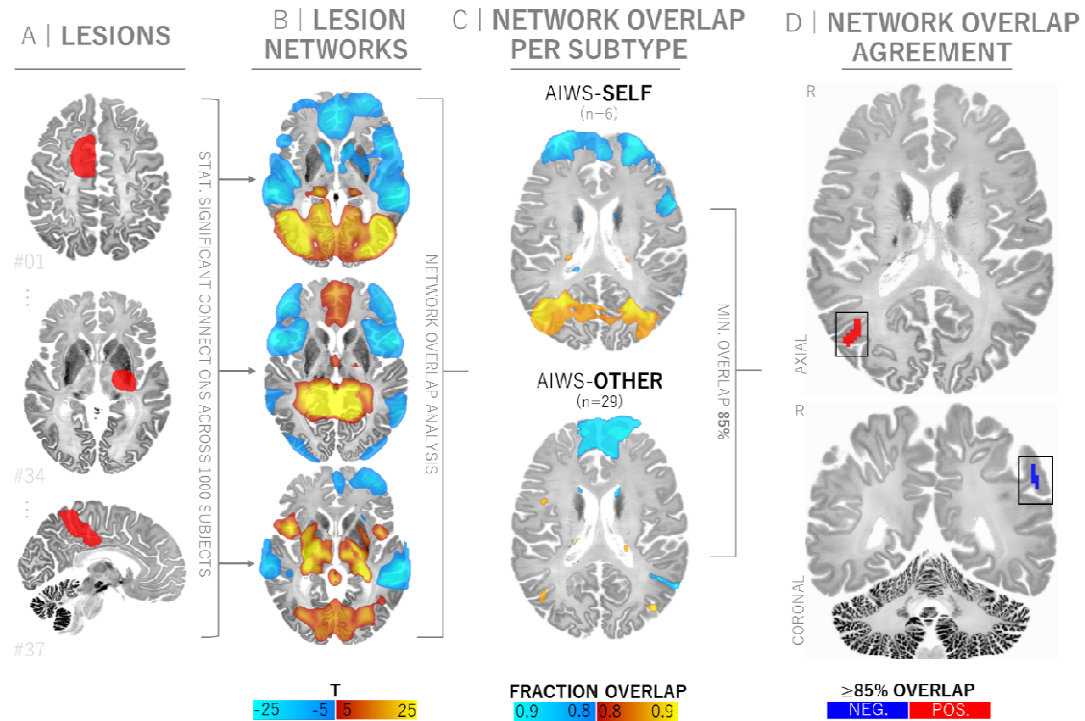 A | LESIONS
B | LESION
NETWORKS
C | NETWORK OVERLAP
PER SUBTYPE
D | NETWORK OVERLAP
AGREEMENT
#01
⋮
#34
⋮
#37
STAT. SIGNIFICANT CONNECTIONS ACROSS 1000 SUBJECTS
NETWORK OVERLAP ANALYSIS
AIWS-SELF
(n=6)
AIWS-OTHER
(n=29)
MIN. OVERLAP 85%
R
AXIAL
R
CORONAL
T
-25 -5 5 25
FRACTION OVERLAP
0.9 0.8 0.8 0.9
≥85% OVERLAP
NEG. POS.